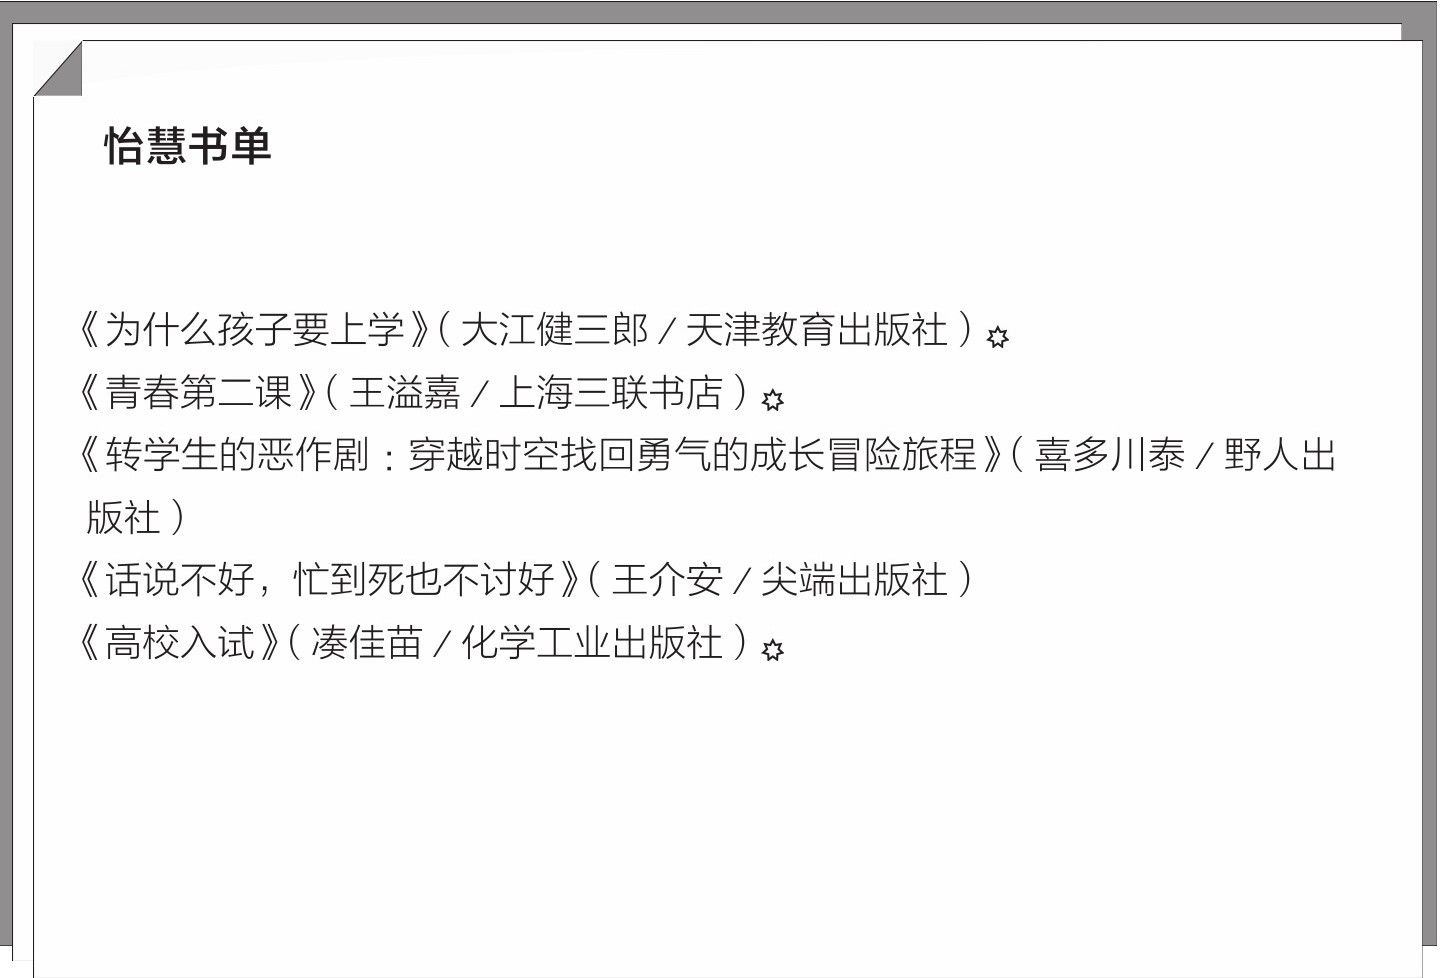 怡慧书单
《为什么孩子要上学》（大江健三郎 / 天津教育出版社）✡
《青春第二课》（王溢嘉 / 上海三联书店）✡
《转学生的恶作剧：穿越时空找回勇气的成长冒险旅程》（喜多川泰 / 野人出
版社）
《话说不好，忙到死也不讨好》（王介安 / 尖端出版社）
《高校入试》（凑佳苗 / 化学工业出版社）✡